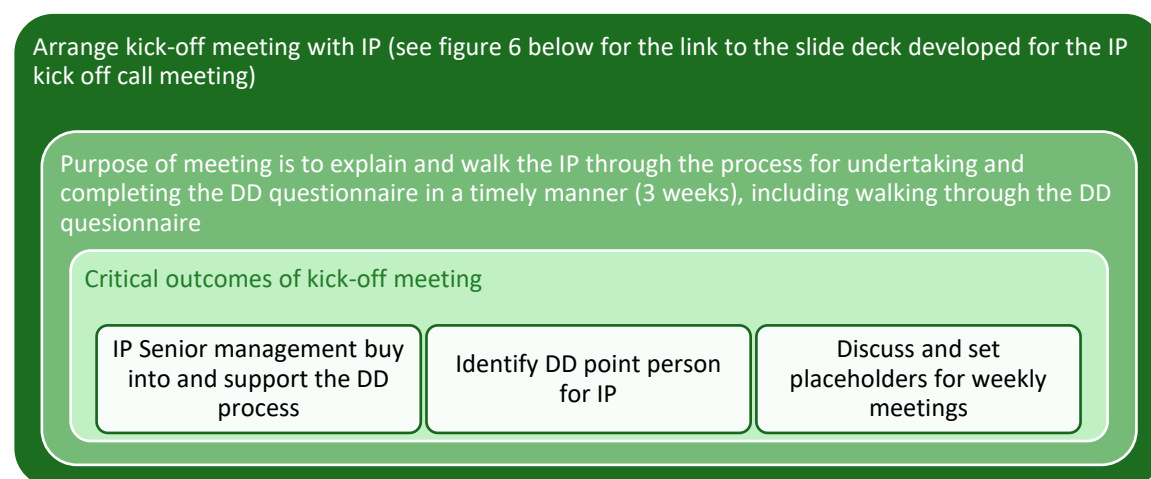 Arrange kick-off meeting with IP (see figure 6 below for the link to the slide deck developed for the IP
kick off call meeting)
Purpose of meeting is to explain and walk the IP through the process for undertaking and
completing the DD questionnaire in a timely manner (3 weeks), including walking through the DD
quesionnaire
Critical outcomes of kick-off meeting
IP Senior management buy
into and support the DD
process
Identify DD point person
for IP
Discuss and set
placeholders for weekly
meetings